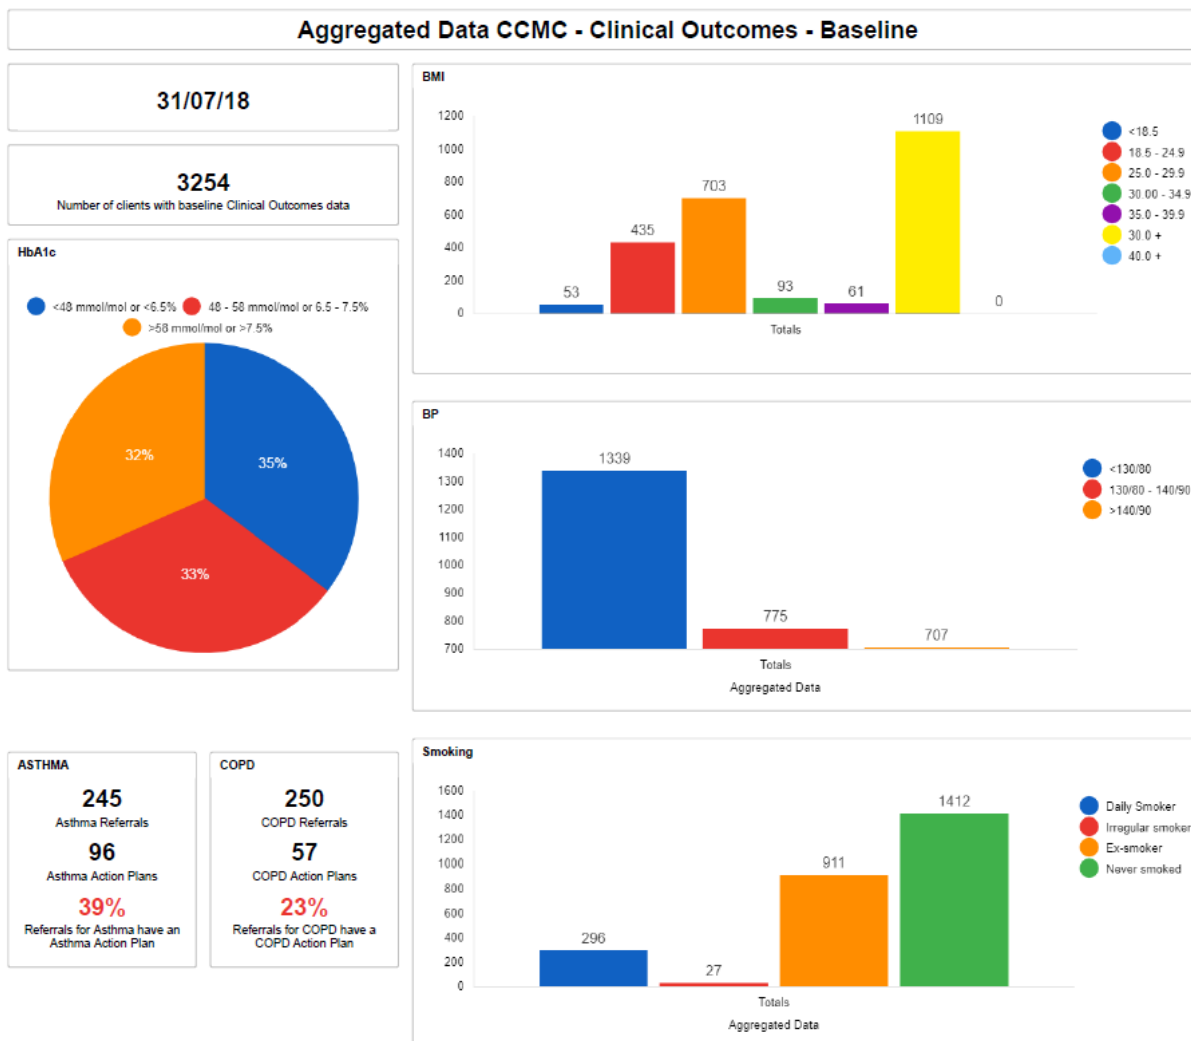 Aggregated Data CCMC - Clinical Outcomes - Baseline
31/07/18
3254
Number of clients with baseline Clinical Outcomes data
HbA1c
<48 mmol/mol or <6.5%
48 - 58 mmol/mol or 6.5 - 7.5%
>58 mmol/mol or >7.5%
32%
35%
33%
ASTHMA
245
Asthma Referrals
96
Asthma Action Plans
39%
Referrals for Asthma have an
Asthma Action Plan
COPD
250
COPD Referrals
57
COPD Action Plans
23%
Referrals for COPD have a
COPD Action Plan
BMI
1200
1000
800
600
400
200
0
53
435
703
93
61
1109
0
Totals
<18.5
18.5 - 24.9
25.0 - 29.9
30.00 - 34.9
35.0 - 39.9
30.0 +
40.0 +
BP
1400
1300
1200
1100
1000
900
800
700
1339
775
707
Totals
Aggregated Data
<130/80
130/80 - 140/90
>140/90
Smoking
1600
1400
1200
1000
800
600
400
200
0
296
27
911
1412
Totals
Aggregated Data
Daily Smoker
Irregular smoker
Ex-smoker
Never smoked